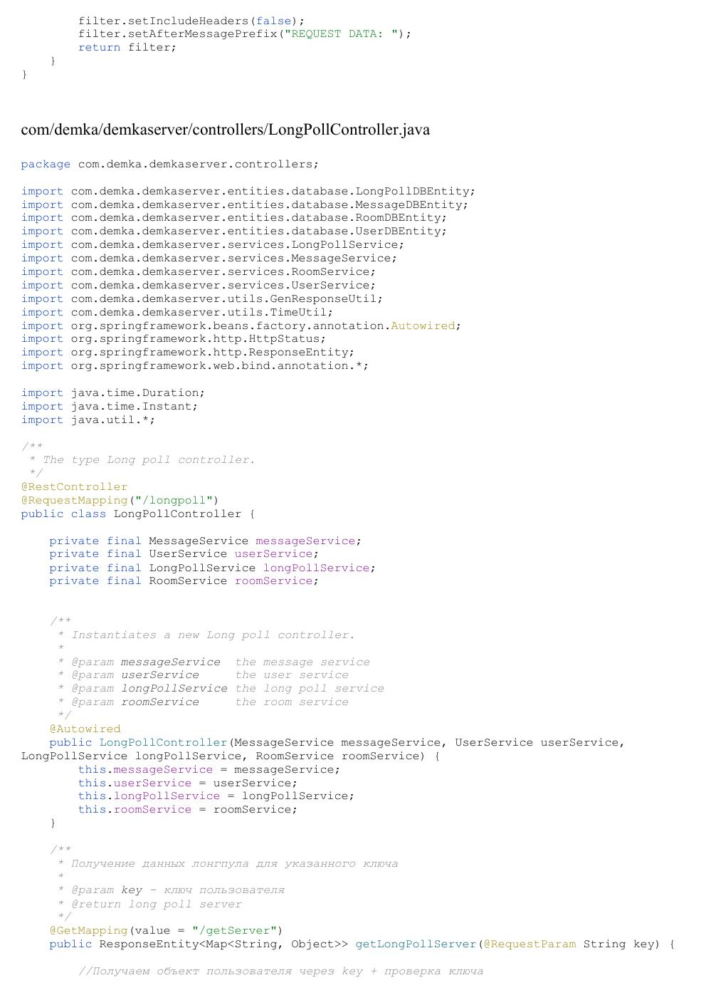 filter.setIncludeHeaders(false);
        filter.setAfterMessagePrefix("REQUEST DATA: ");
        return filter;
    }
}
com/demka/demkaserver/controllers/LongPollController.java
package com.demka.demkaserver.controllers;
import com.demka.demkaserver.entities.database.LongPollDBEntity;
import com.demka.demkaserver.entities.database.MessageDBEntity;
import com.demka.demkaserver.entities.database.RoomDBEntity;
import com.demka.demkaserver.entities.database.UserDBEntity;
import com.demka.demkaserver.services.LongPollService;
import com.demka.demkaserver.services.MessageService;
import com.demka.demkaserver.services.RoomService;
import com.demka.demkaserver.services.UserService;
import com.demka.demkaserver.utils.GenResponseUtil;
import com.demka.demkaserver.utils.TimeUtil;
import org.springframework.beans.factory.annotation.Autowired;
import org.springframework.http.HttpStatus;
import org.springframework.http.ResponseEntity;
import org.springframework.web.bind.annotation.*;
import java.time.Duration;
import java.time.Instant;
import java.util.*;
/**
 * The type Long poll controller.
 */
@RestController
@RequestMapping("/longpoll")
public class LongPollController {
    private final MessageService messageService;
    private final UserService userService;
    private final LongPollService longPollService;
    private final RoomService roomService;
    /**
     * Instantiates a new Long poll controller.
     *
     * @param messageService  the message service
     * @param userService     the user service
     * @param longPollService the long poll service
     * @param roomService     the room service
     */
    @Autowired
    public LongPollController(MessageService messageService, UserService userService,
LongPollService longPollService, RoomService roomService) {
        this.messageService = messageService;
        this.userService = userService;
        this.longPollService = longPollService;
        this.roomService = roomService;
    }
    /**
     * Получение данных лонгпула для указанного ключа
     *
     * @param key - ключ пользователя
     * @return long poll server
     */
    @GetMapping(value = "/getServer")
    public ResponseEntity<Map<String, Object>> getLongPollServer(@RequestParam String key) {
        //Получаем объект пользователя через key + проверка ключа